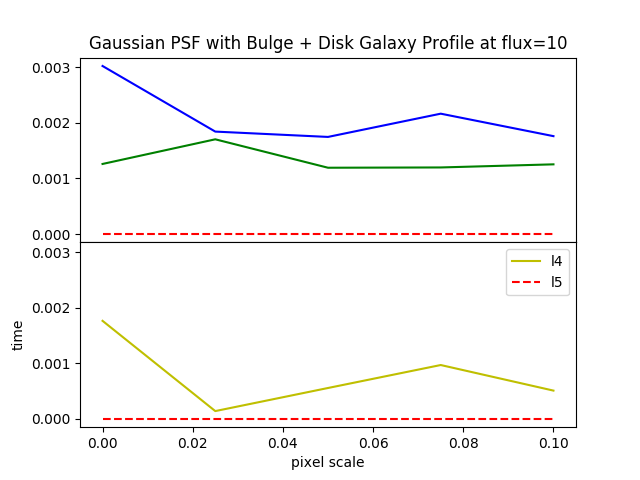 Gaussian PSF with Bulge + Disk Galaxy Profile at flux=10
0.003
0.002
0.001
0.000
0.003
l4
l5
0.002
time
0.001
0.000
0.00 0.02 0.04 0.06 0.08 0.10
pixel scale